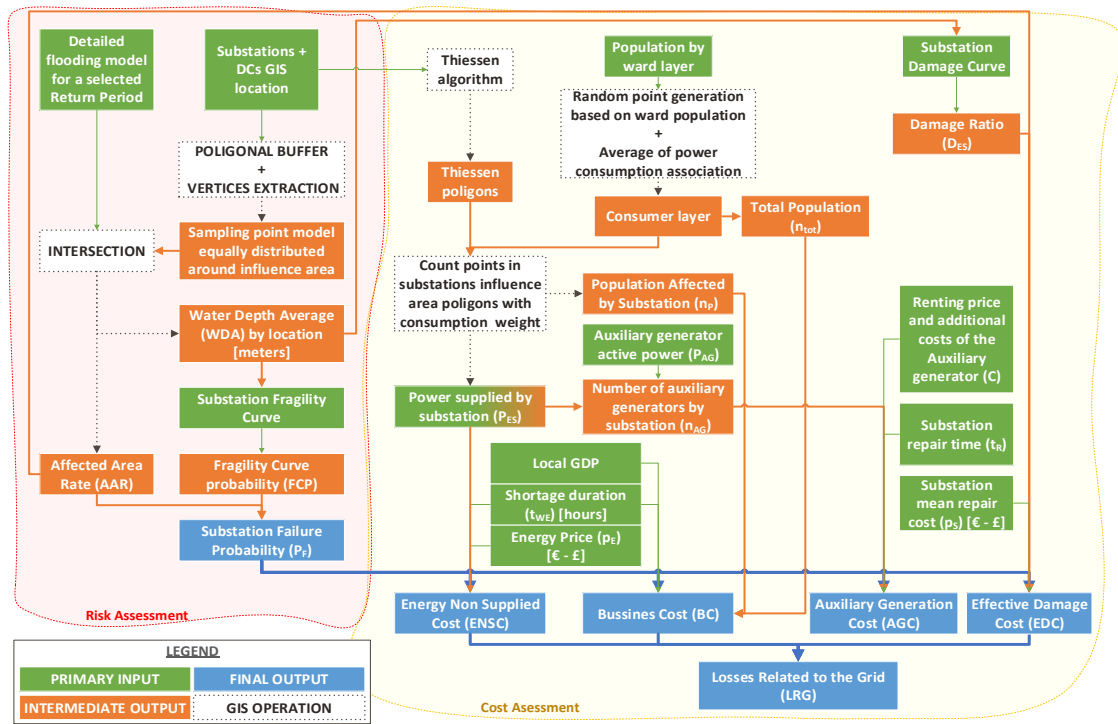 Detailed
flooding model
for a selected
Return Period
Substations +
DCs GIS
location
POLIGONAL BUFFER
+
VERTICES EXTRACTION
INTERSECTION
Sampling point model
equally distributed
around influence area
Water Depth Average
(WDA) by location
[meters]
Substation Fragility
Curve
Affected Area
Rate (AAR)
Fragility Curve
probability (FCP)
Substation Failure
Probability (PF)
Risk Assessment
Thiessen
algorithm
Thiessen
poligons
Population by
ward layer
Random point generation
based on ward population
+
Average of power
consumption association
Consumer layer
Total Population
(ntot)
Substation
Damage Curve
Damage Ratio
(DES)
Count points in
substations influence
area poligons with
consumption weight
Population Affected
by Substation (nP)
Auxiliary generator
active power (PAG)
Power supplied by
substation (PES)
Number of auxiliary
generators by
substation (nAG)
Renting price
and additional
costs of the
Auxiliary
generator (C)
Substation
repair time (tR)
Substation
mean repair
cost (pS) [€ - £]
Local GDP
Shortage duration
(tWE) [hours]
Energy Price (pE)
[€ - £]
Energy Non Supplied
Cost (ENSC)
Bussines Cost (BC)
Auxiliary Generation
Cost (AGC)
Effective Damage
Cost (EDC)
Losses Related to the Grid
(LRG)
Cost Assessment
LEGEND
PRIMARY INPUT
FINAL OUTPUT
INTERMEDIATE OUTPUT
GIS OPERATION